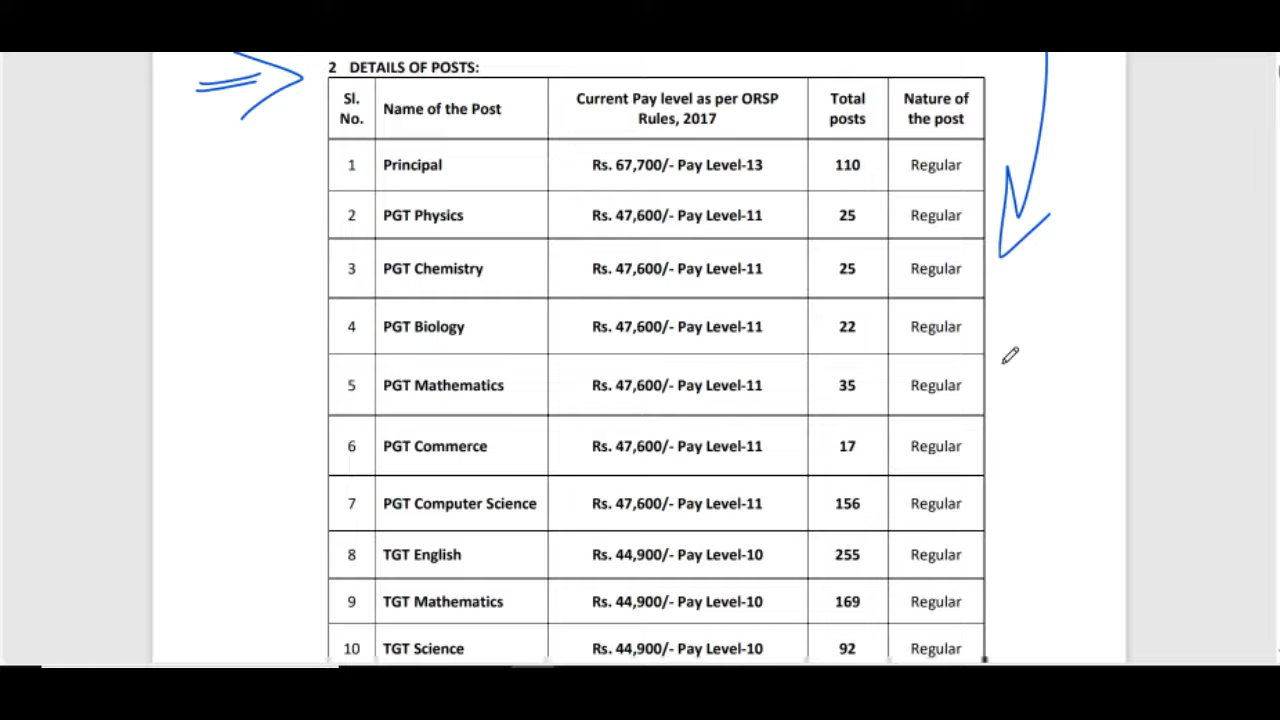 2 DETAILS OF POSTS:
Sl. No. Name of the Post Current Pay level as per ORSP Rules, 2017 Total posts Nature of the post
1 Principal Rs. 67,700/- Pay Level-13 110 Regular
2 PGT Physics Rs. 47,600/- Pay Level-11 25 Regular
3 PGT Chemistry Rs. 47,600/- Pay Level-11 25 Regular
4 PGT Biology Rs. 47,600/- Pay Level-11 22 Regular
5 PGT Mathematics Rs. 47,600/- Pay Level-11 35 Regular
6 PGT Commerce Rs. 47,600/- Pay Level-11 17 Regular
7 PGT Computer Science Rs. 47,600/- Pay Level-11 156 Regular
8 TGT English Rs. 44,900/- Pay Level-10 255 Regular
9 TGT Mathematics Rs. 44,900/- Pay Level-10 169 Regular
10 TGT Science Rs. 44,900/- Pay Level-10 92 Regular